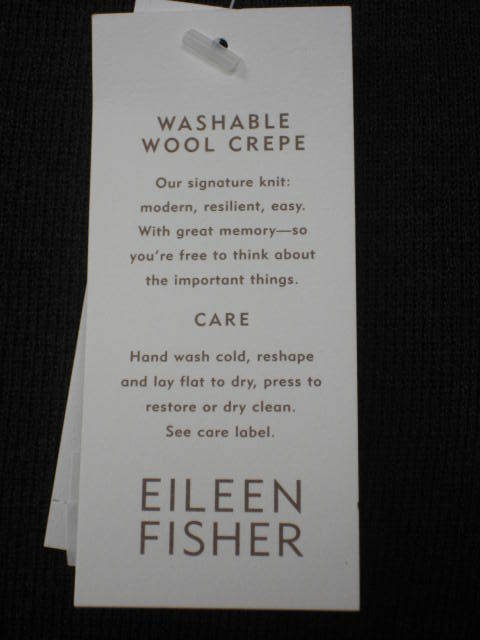 WASHABLE
WOOL CREPE
Our signature knit:
modern, resilient, easy.
With great memory—so
you're free to think about
the important things.
CARE
Hand wash cold, reshape
and lay flat to dry, press to
restore or dry clean.
See care label.
EILEEN
FISHER